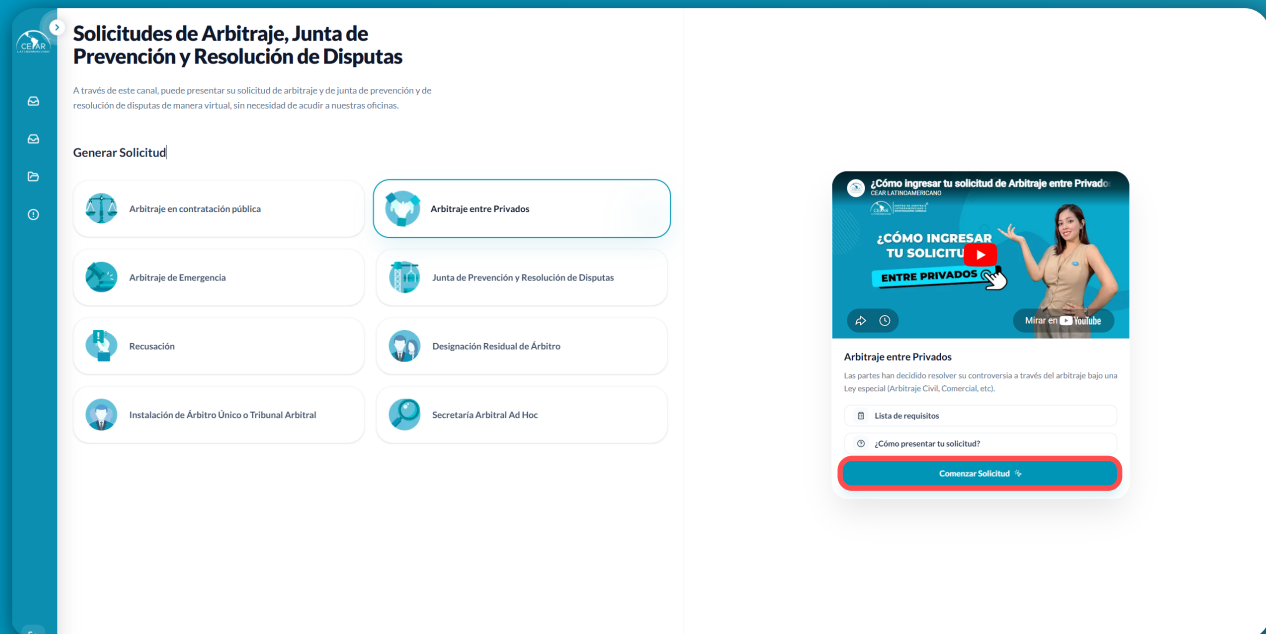 CEAR
Solicitudes de Arbitraje, Junta de
Prevención y Resolución de Disputas
A través de este canal, puede presentar su solicitud de arbitraje y de junta de prevención y de
resolución de disputas de manera virtual, sin necesidad de acudir a nuestras oficinas.
Generar Solicitud
Arbitraje en contratación pública
Arbitraje entre Privados
Arbitraje de Emergencia
Junta de Prevención y Resolución de Disputas
Recusación
Designación Residual de Árbitro
Instalación de Árbitro Único o Tribunal Arbitral
Secretaría Arbitral Ad Hoc
¿Cómo ingresar tu solicitud de Arbitraje entre Privado
CEAR LATINOAMERICANO
CEAR
¿CÓMO INGRESAR
TU SOLICITU
ENTRE PRIVADOS
Mirar en YouTube
Arbitraje entre Privados
Las partes han decidido resolver su controversia a través del arbitraje bajo una
Ley especial (Arbitraje Civil, Comercial, etc).
Lista de requisitos
¿Cómo presentar tu solicitud?
Comenzar Solicitud